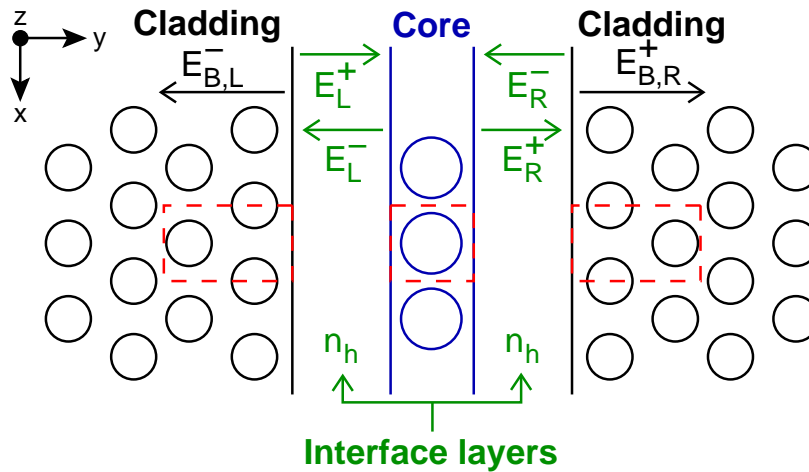 z
y
x
Cladding Core Cladding
E⁻B,L E⁺L E⁻R E⁺B,R
E⁻L E⁺R
nh nh
Interface layers